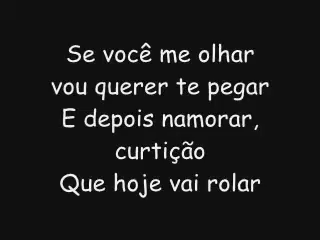 Se você me olhar
vou querer te pegar
E depois namorar,
curtição
Que hoje vai rolar